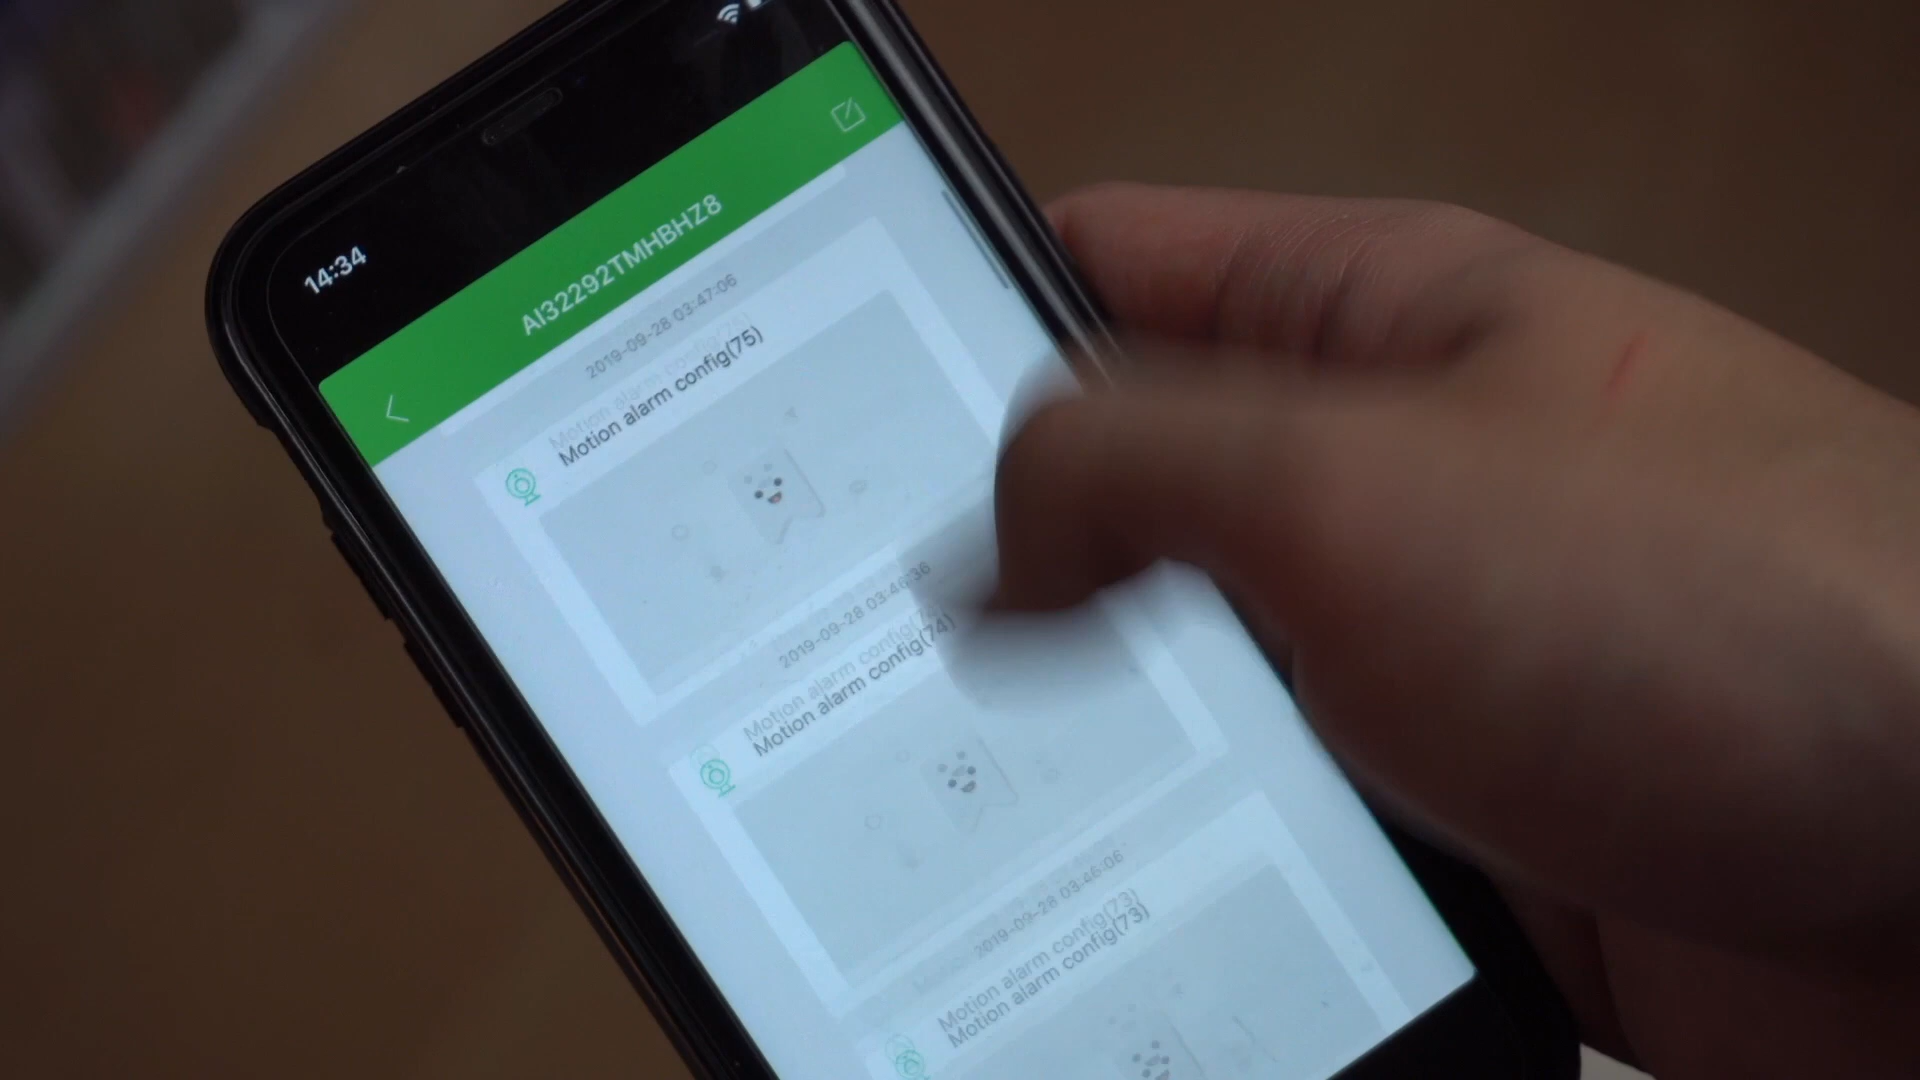 14:34
AI32292TMHBHZ8
2019-09-28 03:47:06
Motion alarm config(75)
2019-09-28 03:46:36
Motion alarm config(74)
2019-09-28 03:46:06
Motion alarm config(73)